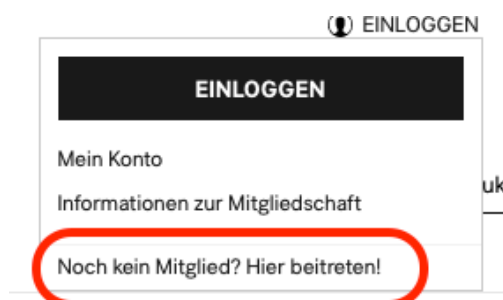 EINLOGGEN
EINLOGGEN
Mein Konto
Informationen zur Mitgliedschaft
Noch kein Mitglied? Hier beitreten!